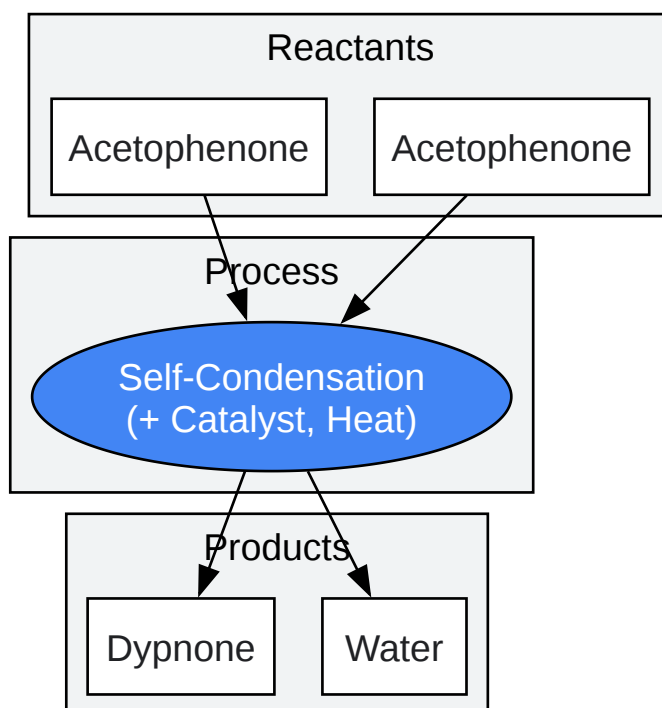 Reactants
Acetophenone
Acetophenone
Process
Self-Condensation
(+ Catalyst, Heat)
Products
Dypnone
Water